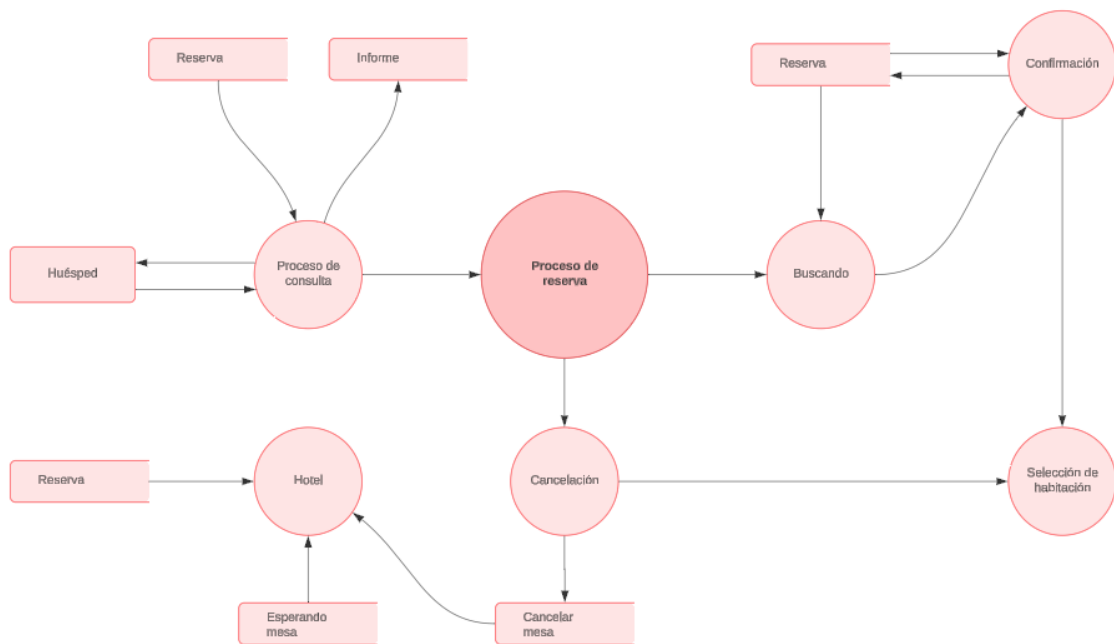 Reserva
Informe
Reserva
Confirmación
Huésped
Proceso de
consulta
Proceso de
reserva
Buscando
Reserva
Hotel
Cancelación
Selección de
habitación
Esperando
mesa
Cancelar
mesa